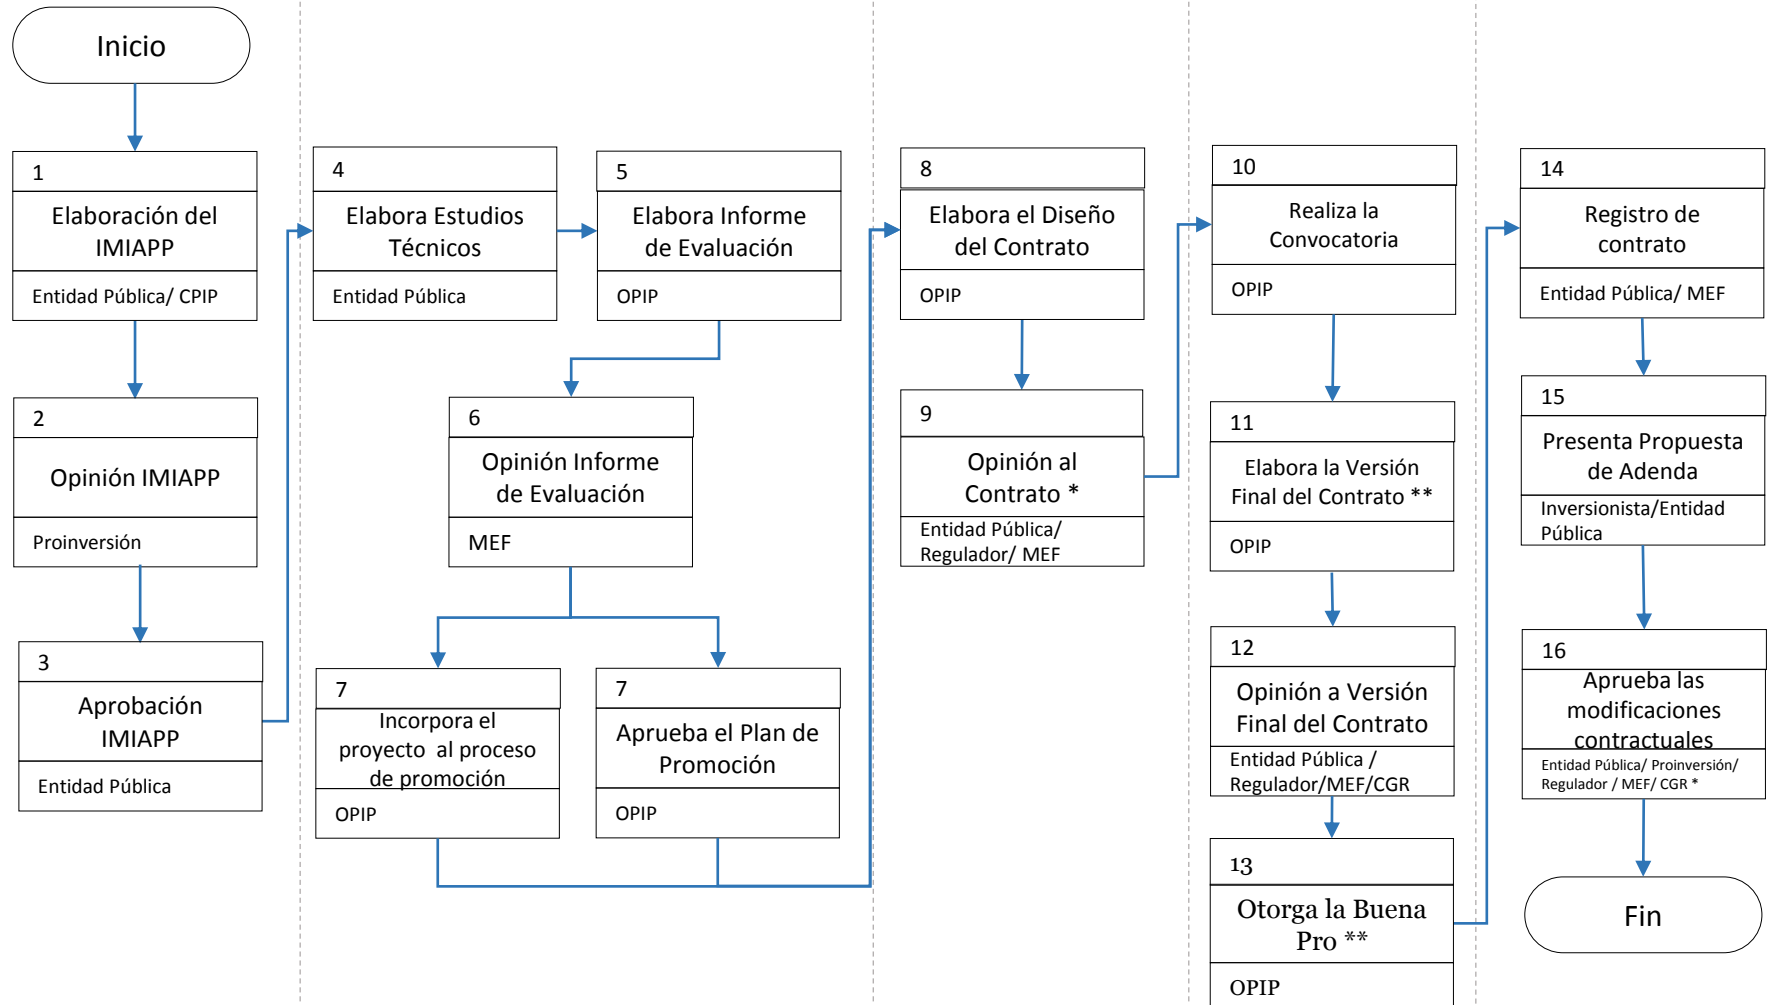 Inicio
1
Elaboración del
IMIAPP
Entidad Pública/ CPIP
2
Opinión IMIAPP
Proinversión
3
Aprobación
IMIAPP
Entidad Pública
4
Elabora Estudios
Técnicos
Entidad Pública
5
Elabora Informe
de Evaluación
OPIP
6
Opinión Informe
de Evaluación
MEF
7
Incorpora el
proyecto al proceso
de promoción
OPIP
7
Aprueba el Plan de
Promoción
OPIP
8
Elabora el Diseño
del Contrato
OPIP
9
Opinión al
Contrato *
Entidad Pública/
Regulador/ MEF
10
Realiza la
Convocatoria
OPIP
11
Elabora la Versión
Final del Contrato **
OPIP
12
Opinión a Versión
Final del Contrato
Entidad Pública /
Regulador/MEF/CGR
13
Otorga la Buena
Pro **
OPIP
14
Registro de
contrato
Entidad Pública/ MEF
15
Presenta Propuesta
de Adenda
Inversionista/Entidad
Pública
16
Aprueba las
modificaciones
contractuales
Entidad Pública/ Proinversión/
Regulador / MEF/ CGR *
Fin